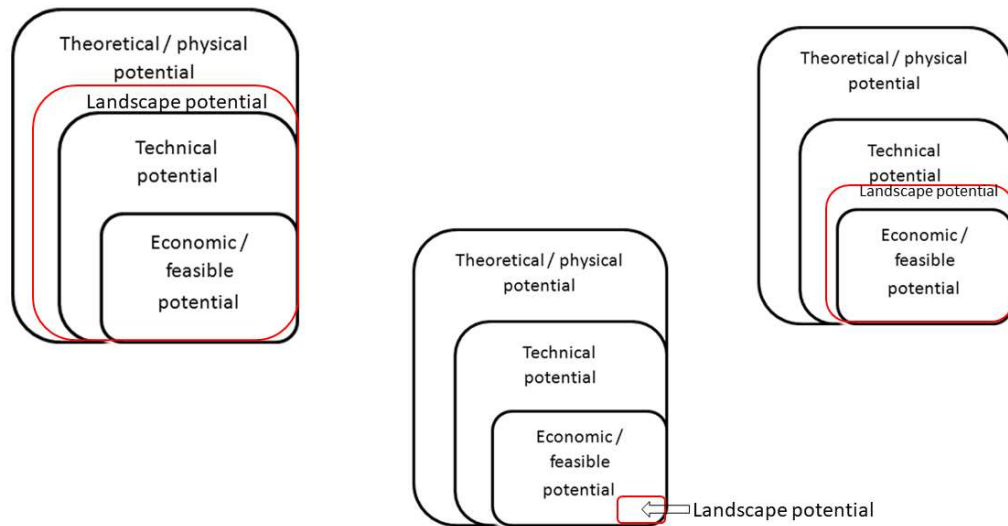 Theoretical / physical
potential
Landscape potential
Technical
potential
Economic /
feasible
potential
Theoretical / physical
potential
Technical
potential
Economic /
feasible
potential
Landscape potential
Theoretical / physical
potential
Technical
potential
Landscape potential
Economic /
feasible
potential